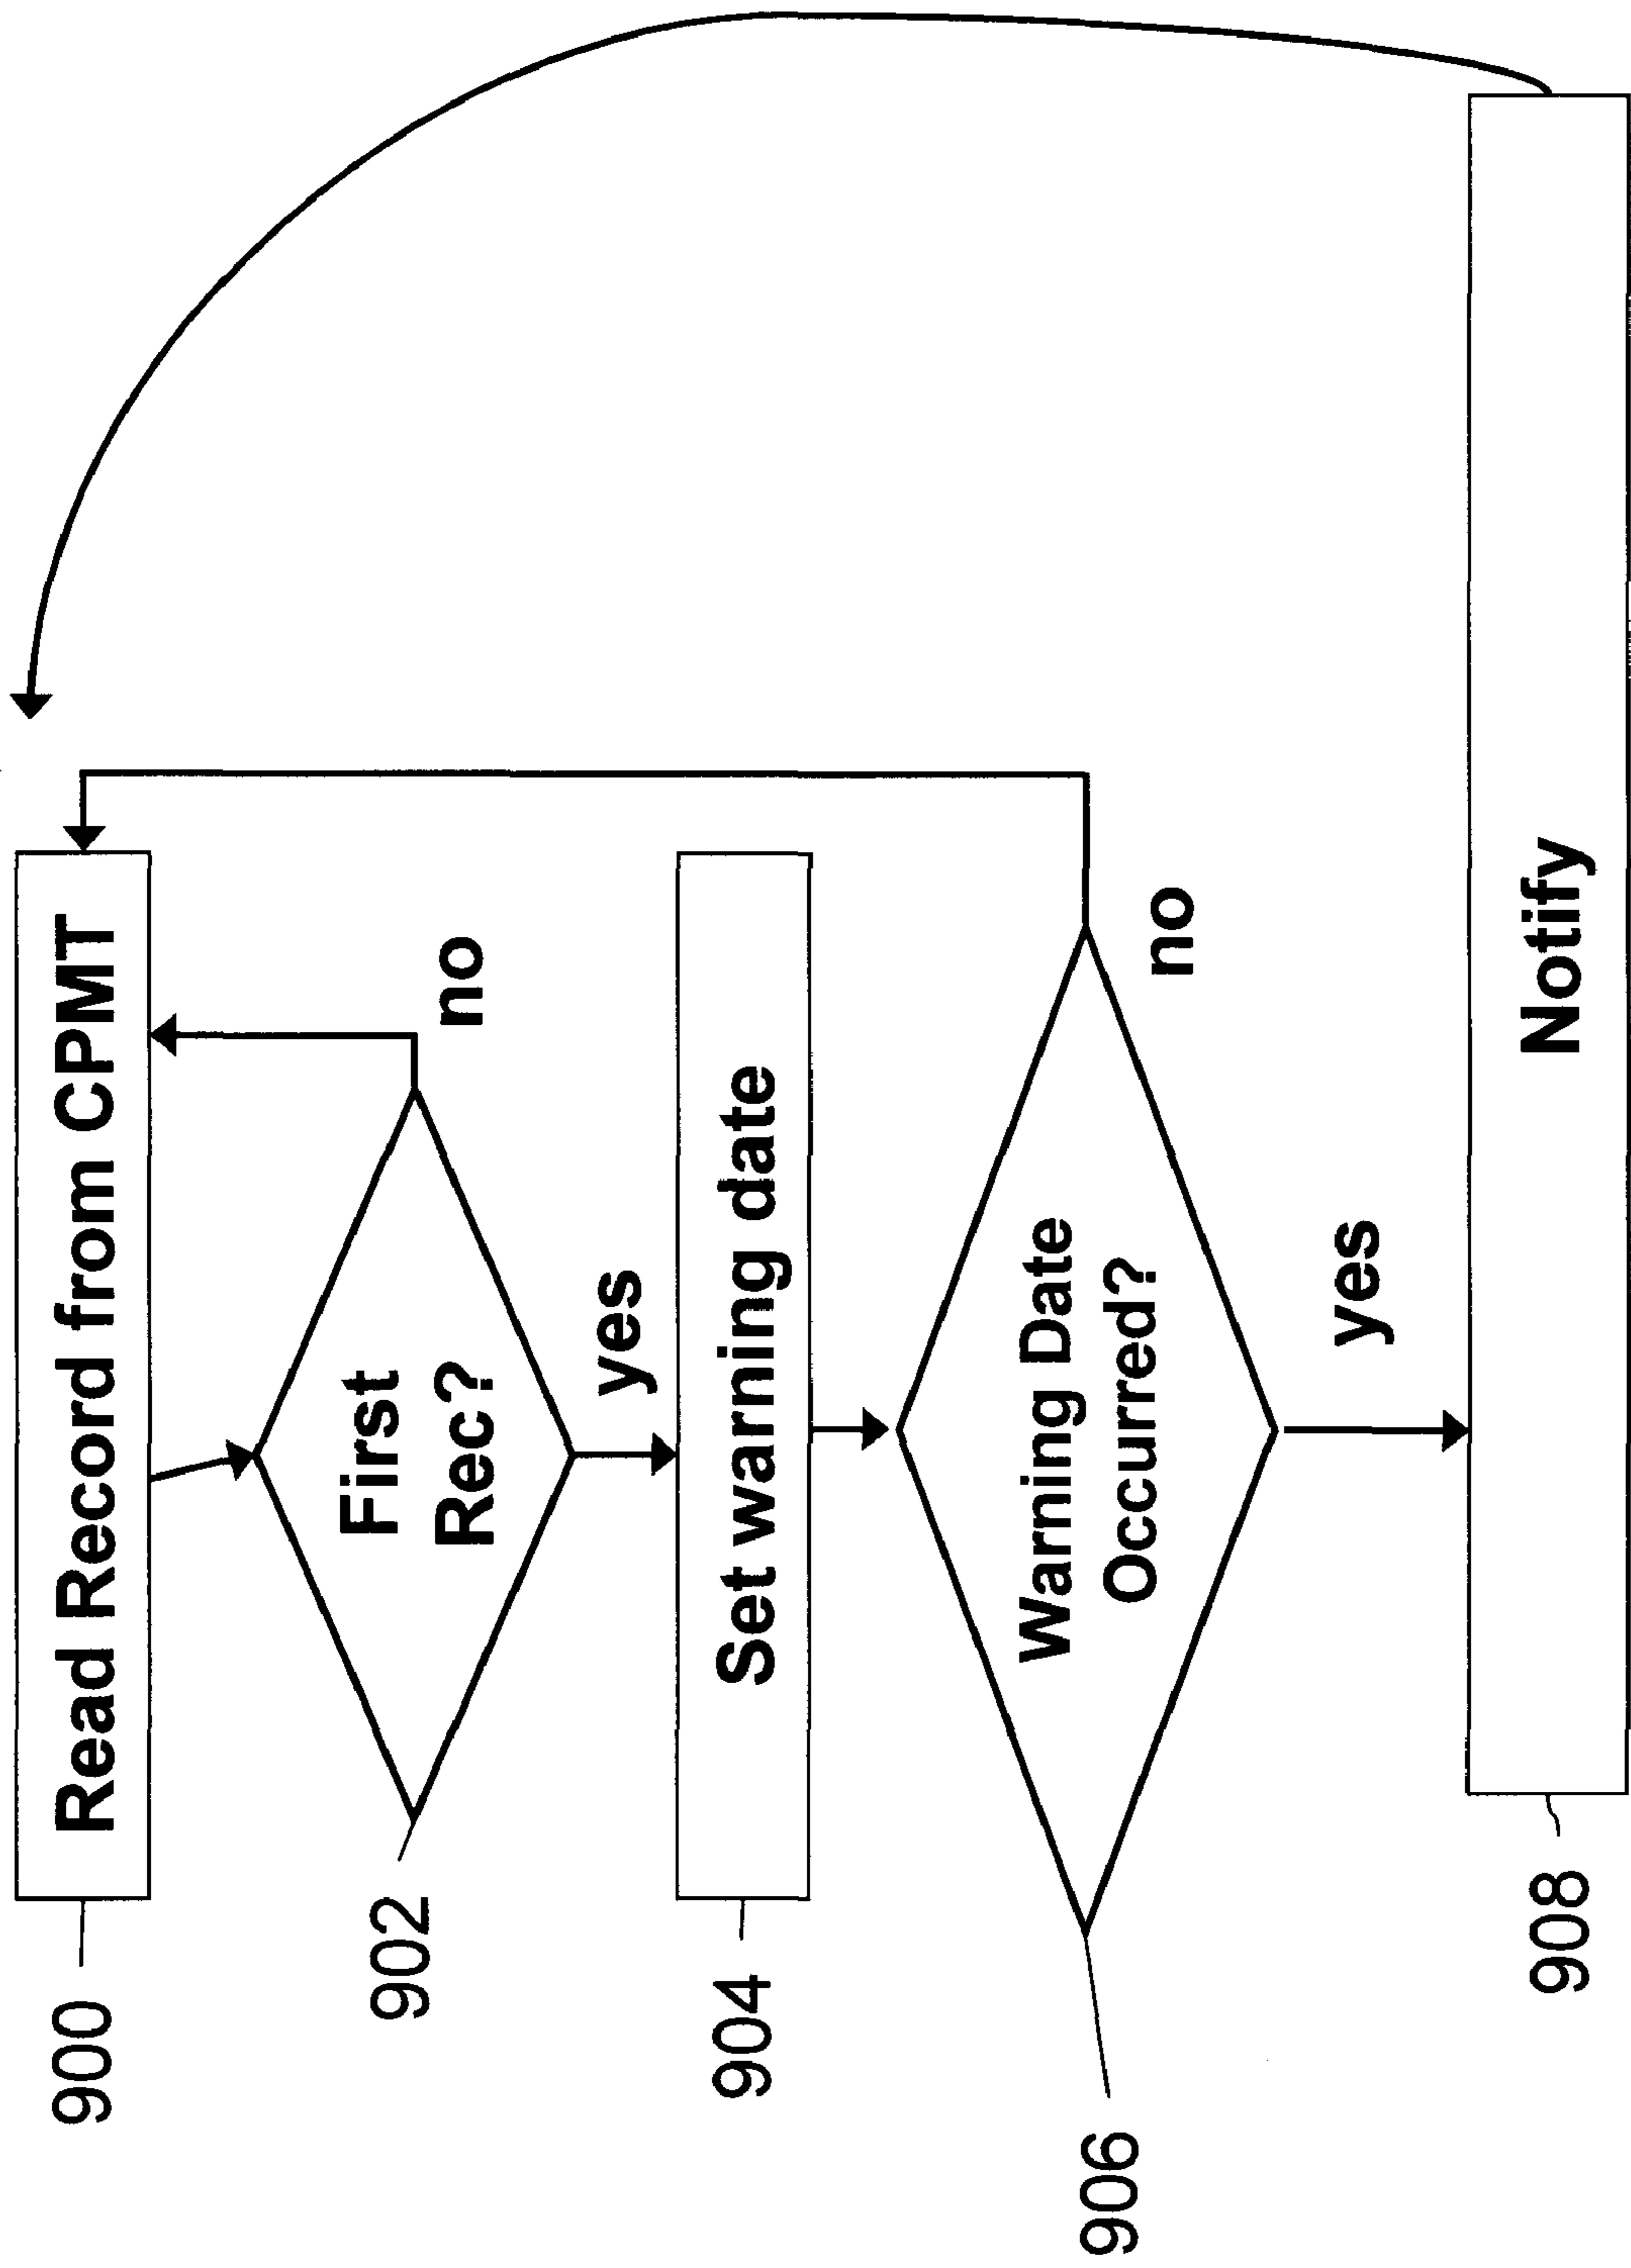 900
Read Record from CPMT
902
First
Rec?
no
yes
904
Set warning date
906
Warning Date
Occurred?
no
yes
908
Notify